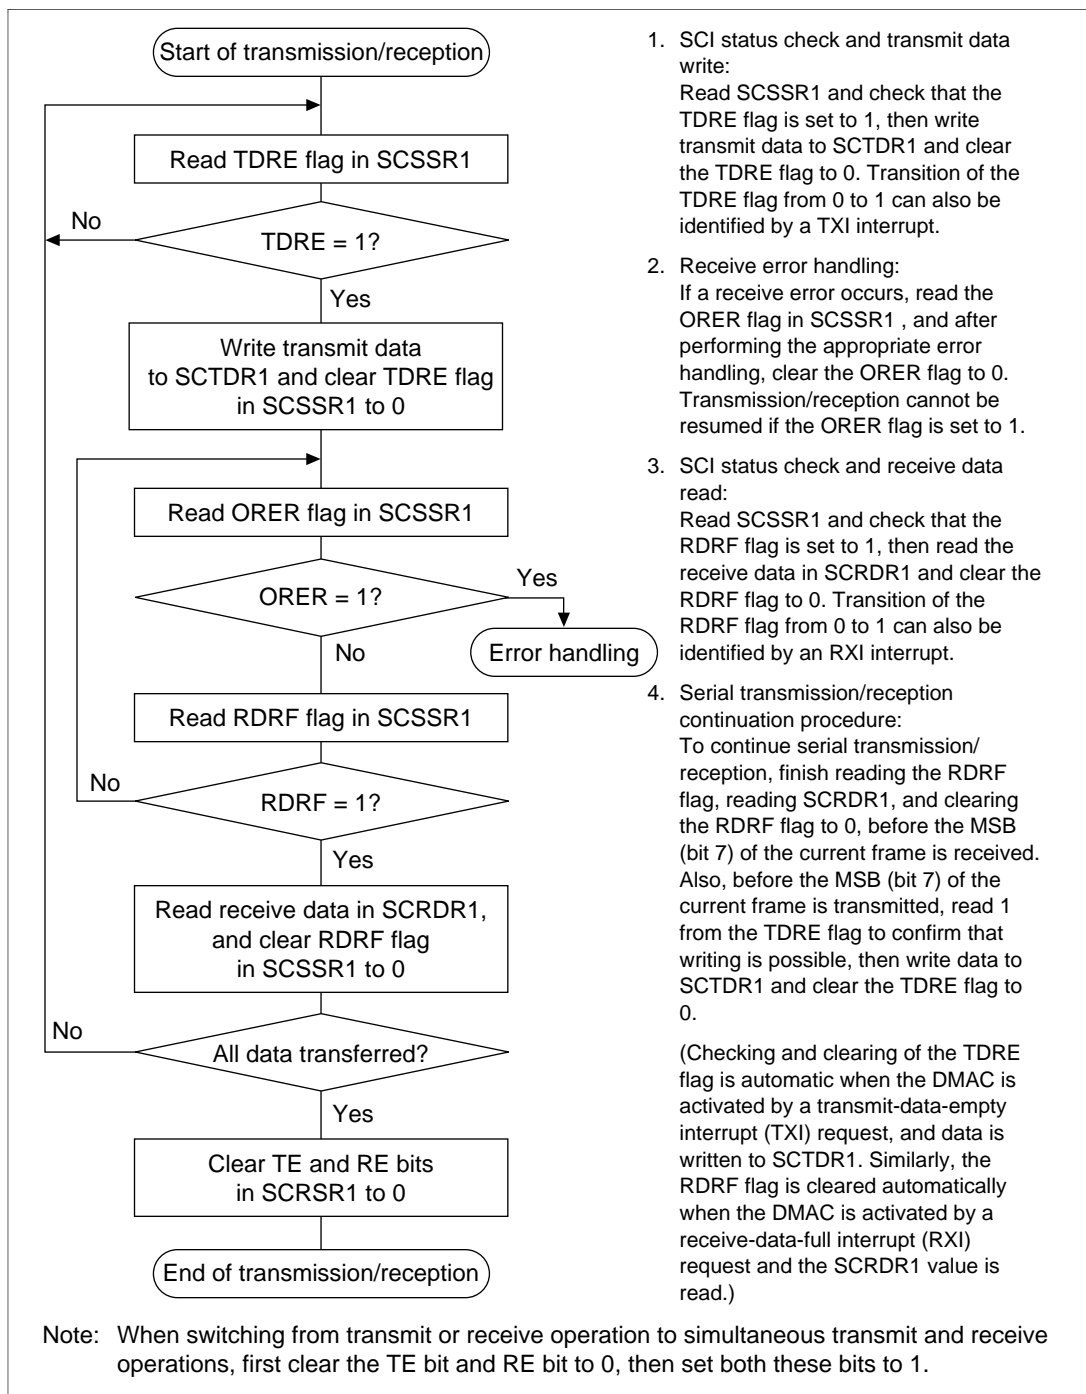 Start of transmission/reception
Read TDRE flag in SCSSR1
No
TDRE = 1?
Yes
Write transmit data
to SCTDR1 and clear TDRE flag
in SCSSR1 to 0
Read ORER flag in SCSSR1
Yes
ORER = 1?
Error handling
No
Read RDRF flag in SCSSR1
No
RDRF = 1?
Yes
Read receive data in SCRDR1,
and clear RDRF flag
in SCSSR1 to 0
No
All data transferred?
Yes
Clear TE and RE bits
in SCRSR1 to 0
End of transmission/reception
1. SCI status check and transmit data
write:
Read SCSSR1 and check that the
TDRE flag is set to 1, then write
transmit data to SCTDR1 and clear
the TDRE flag to 0. Transition of the
TDRE flag from 0 to 1 can also be
identified by a TXI interrupt.
2. Receive error handling:
If a receive error occurs, read the
ORER flag in SCSSR1 , and after
performing the appropriate error
handling, clear the ORER flag to 0.
Transmission/reception cannot be
resumed if the ORER flag is set to 1.
3. SCI status check and receive data
read:
Read SCSSR1 and check that the
RDRF flag is set to 1, then read the
receive data in SCRDR1 and clear the
RDRF flag to 0. Transition of the
RDRF flag from 0 to 1 can also be
identified by an RXI interrupt.
4. Serial transmission/reception
continuation procedure:
To continue serial transmission/
reception, finish reading the RDRF
flag, reading SCRDR1, and clearing
the RDRF flag to 0, before the MSB
(bit 7) of the current frame is received.
Also, before the MSB (bit 7) of the
current frame is transmitted, read 1
from the TDRE flag to confirm that
writing is possible, then write data to
SCTDR1 and clear the TDRE flag to
0.
(Checking and clearing of the TDRE
flag is automatic when the DMAC is
activated by a transmit-data-empty
interrupt (TXI) request, and data is
written to SCTDR1. Similarly, the
RDRF flag is cleared automatically
when the DMAC is activated by a
receive-data-full interrupt (RXI)
request and the SCRDR1 value is
read.)
Note: When switching from transmit or receive operation to simultaneous transmit and receive
operations, first clear the TE bit and RE bit to 0, then set both these bits to 1.